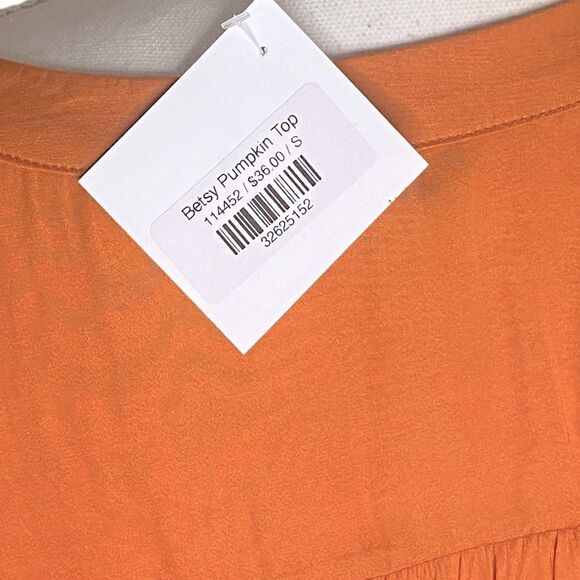 Betsy Pumpkin Top
114452 / $36.00 / S
32625152